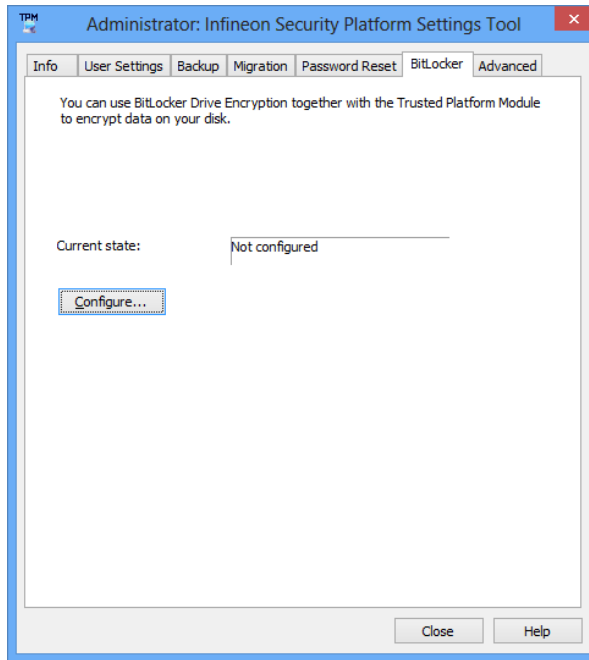 TPM
Administrator: Infineon Security Platform Settings Tool
Info User Settings Backup Migration Password Reset BitLocker Advanced
You can use BitLocker Drive Encryption together with the Trusted Platform Module
to encrypt data on your disk.
Current state: Not configured
Configure...
Close Help